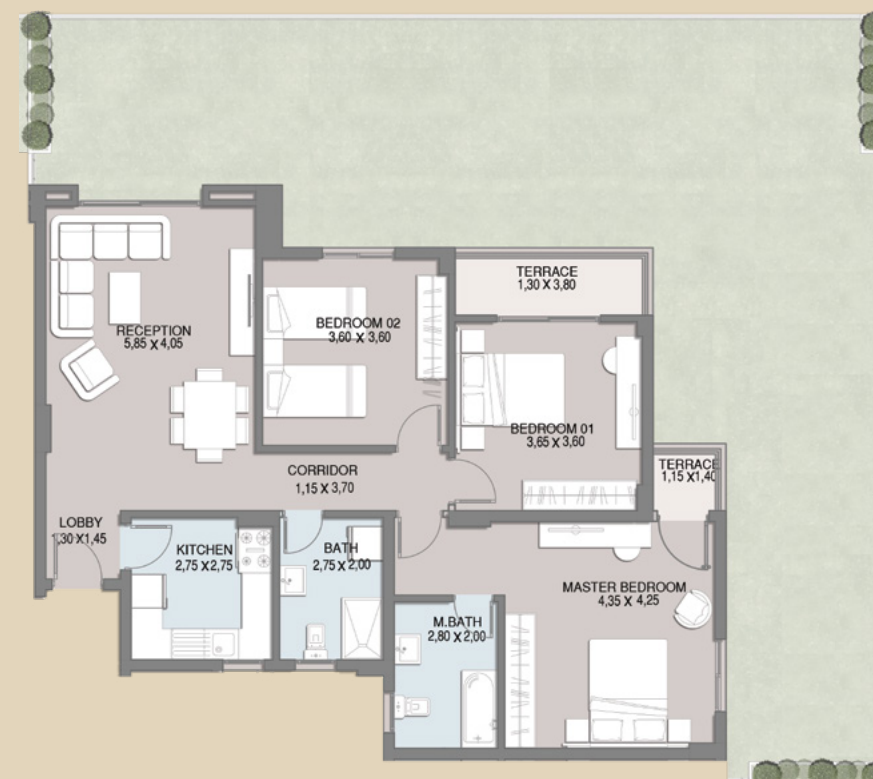 TERRACE
1,30 X 3,80
RECEPTION
5,85 X 4,05
BEDROOM 02
3,60 X 3,60
BEDROOM 01
3,65 X 3,60
CORRIDOR
1,15 X 3,70
TERRACE
1,15 X1,40
LOBBY
1,30 X1,45
KITCHEN
2,75 X 2,75
BATH
2,75 X 2,00
MASTER BEDROOM
4,35 X 4,25
M.BATH
2,80 X 2,00